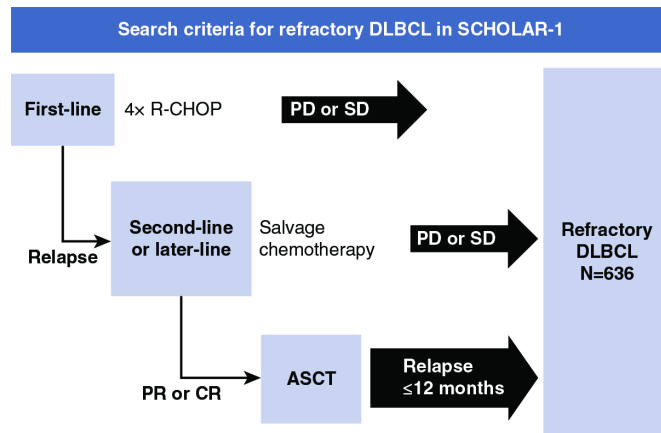 Search criteria for refractory DLBCL in SCHOLAR-1
First-line
4× R-CHOP
PD or SD
Relapse
Second-line
or later-line
Salvage
chemotherapy
PD or SD
Refractory
DLBCL
N=636
PR or CR
ASCT
Relapse
≤12 months